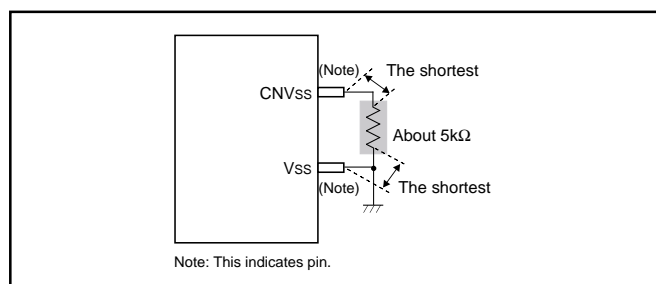 (Note)
The shortest
CNVSS
About 5kΩ
VSS
(Note)
The shortest
Note: This indicates pin.